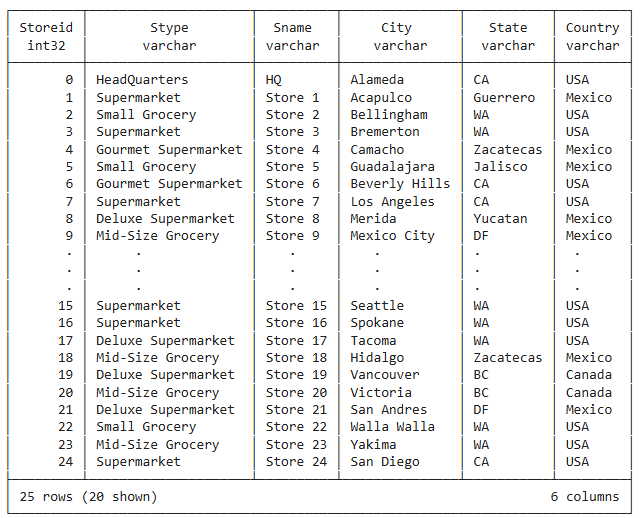 Storeid Stype Sname City State Country
int32 varchar varchar varchar varchar varchar
0 HeadQuarters HQ Alameda CA USA
1 Supermarket Store 1 Acapulco Guerrero Mexico
2 Small Grocery Store 2 Bellingham WA USA
3 Supermarket Store 3 Bremerton WA USA
4 Gourmet Supermarket Store 4 Camacho Zacatecas Mexico
5 Small Grocery Store 5 Guadalajara Jalisco Mexico
6 Gourmet Supermarket Store 6 Beverly Hills CA USA
7 Supermarket Store 7 Los Angeles CA USA
8 Deluxe Supermarket Store 8 Merida Yucatan Mexico
9 Mid-Size Grocery Store 9 Mexico City DF Mexico
. . . . . .
. . . . . .
. . . . . .
15 Supermarket Store 15 Seattle WA USA
16 Supermarket Store 16 Spokane WA USA
17 Deluxe Supermarket Store 17 Tacoma WA USA
18 Mid-Size Grocery Store 18 Hidalgo Zacatecas Mexico
19 Deluxe Supermarket Store 19 Vancouver BC Canada
20 Mid-Size Grocery Store 20 Victoria BC Canada
21 Deluxe Supermarket Store 21 San Andres DF Mexico
22 Small Grocery Store 22 Walla Walla WA USA
23 Mid-Size Grocery Store 23 Yakima WA USA
24 Supermarket Store 24 San Diego CA USA
25 rows (20 shown) 6 columns